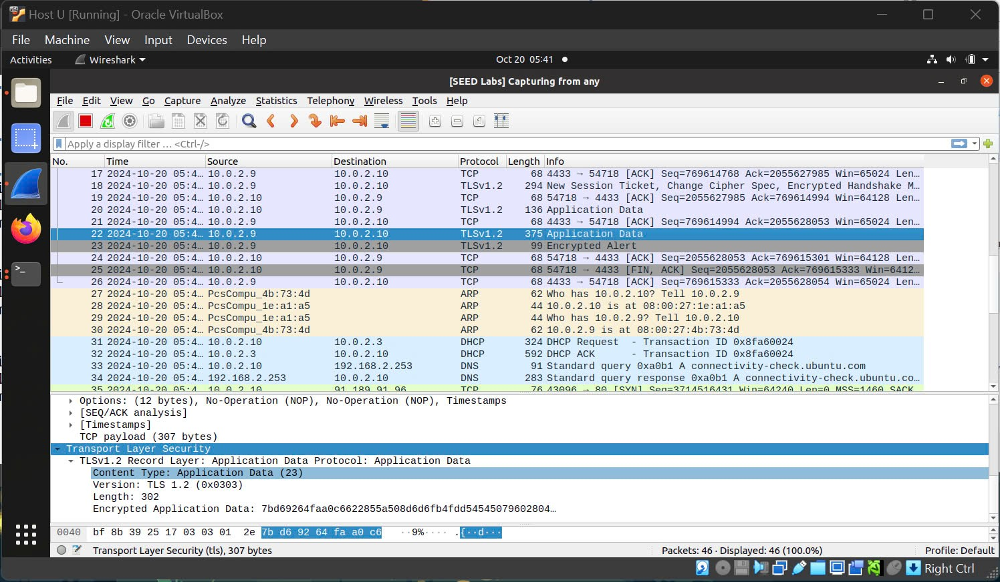 Host U [Running] - Oracle VirtualBox
File Machine View Input Devices Help
Activities Wireshark Oct 20 05:41
[SEED Labs] Capturing from any
File Edit View Go Capture Analyze Statistics Telephony Wireless Tools Help
Apply a display filter ... <Ctrl-/>
No. Time Source Destination Protocol Length Info
17 2024-10-20 05:4… 10.0.2.9 10.0.2.10 TCP 68 4433 → 54718 [ACK] Seq=769614768 Ack=2055627985 Win=65024 Len…
18 2024-10-20 05:4… 10.0.2.9 10.0.2.10 TLSv1.2 294 New Session Ticket, Change Cipher Spec, Encrypted Handshake M…
19 2024-10-20 05:4… 10.0.2.10 10.0.2.9 TCP 68 54718 → 4433 [ACK] Seq=2055627985 Ack=769614994 Win=64128 Len…
20 2024-10-20 05:4… 10.0.2.10 10.0.2.9 TLSv1.2 136 Application Data
21 2024-10-20 05:4… 10.0.2.9 10.0.2.10 TCP 68 4433 → 54718 [ACK] Seq=769614994 Ack=2055628053 Win=65024 Len…
22 2024-10-20 05:4… 10.0.2.9 10.0.2.10 TLSv1.2 375 Application Data
23 2024-10-20 05:4… 10.0.2.9 10.0.2.10 TLSv1.2 99 Encrypted Alert
24 2024-10-20 05:4… 10.0.2.10 10.0.2.9 TCP 68 54718 → 4433 [ACK] Seq=2055628053 Ack=769615301 Win=64128 Len…
25 2024-10-20 05:4… 10.0.2.10 10.0.2.9 TCP 68 54718 → 4433 [FIN, ACK] Seq=2055628053 Ack=769615333 Win=6412…
26 2024-10-20 05:4… 10.0.2.9 10.0.2.10 TCP 68 4433 → 54718 [ACK] Seq=769615333 Ack=2055628054 Win=65024 Len…
27 2024-10-20 05:4… PcsCompu_4b:73:4d ARP 62 Who has 10.0.2.10? Tell 10.0.2.9
28 2024-10-20 05:4… PcsCompu_1e:a1:a5 ARP 44 10.0.2.10 is at 08:00:27:1e:a1:a5
29 2024-10-20 05:4… PcsCompu_1e:a1:a5 ARP 44 Who has 10.0.2.9? Tell 10.0.2.10
30 2024-10-20 05:4… PcsCompu_4b:73:4d ARP 62 10.0.2.9 is at 08:00:27:4b:73:4d
31 2024-10-20 05:4… 10.0.2.10 10.0.2.3 DHCP 324 DHCP Request - Transaction ID 0x8fa60024
32 2024-10-20 05:4… 10.0.2.3 10.0.2.10 DHCP 592 DHCP ACK - Transaction ID 0x8fa60024
33 2024-10-20 05:4… 10.0.2.10 192.168.2.253 DNS 91 Standard query 0xa0b1 A connectivity-check.ubuntu.com
34 2024-10-20 05:4… 192.168.2.253 10.0.2.10 DNS 283 Standard query response 0xa0b1 A connectivity-check.ubuntu.co…
35 2024-10-20 05:4… 10.0.2.10 91.189.91.96 TCP 76 43096 → 80 [SYN] Seq=3714516431 Win=64240 Len=0 MSS=1460 SACK
Options: (12 bytes), No-Operation (NOP), No-Operation (NOP), Timestamps
[SEQ/ACK analysis]
[Timestamps]
TCP payload (307 bytes)
Transport Layer Security
TLSv1.2 Record Layer: Application Data Protocol: Application Data
Content Type: Application Data (23)
Version: TLS 1.2 (0x0303)
Length: 302
Encrypted Application Data: 7bd69264faa0c6622855a508d6d6fb4fdd54545079602804…
0040 bf 8b 39 25 17 03 03 01 2e 7b d6 92 64 fa a0 c6 ··9%···· .{··d···
Transport Layer Security (tls), 307 bytes Packets: 46 · Displayed: 46 (100.0%) Profile: Default
Right Ctrl